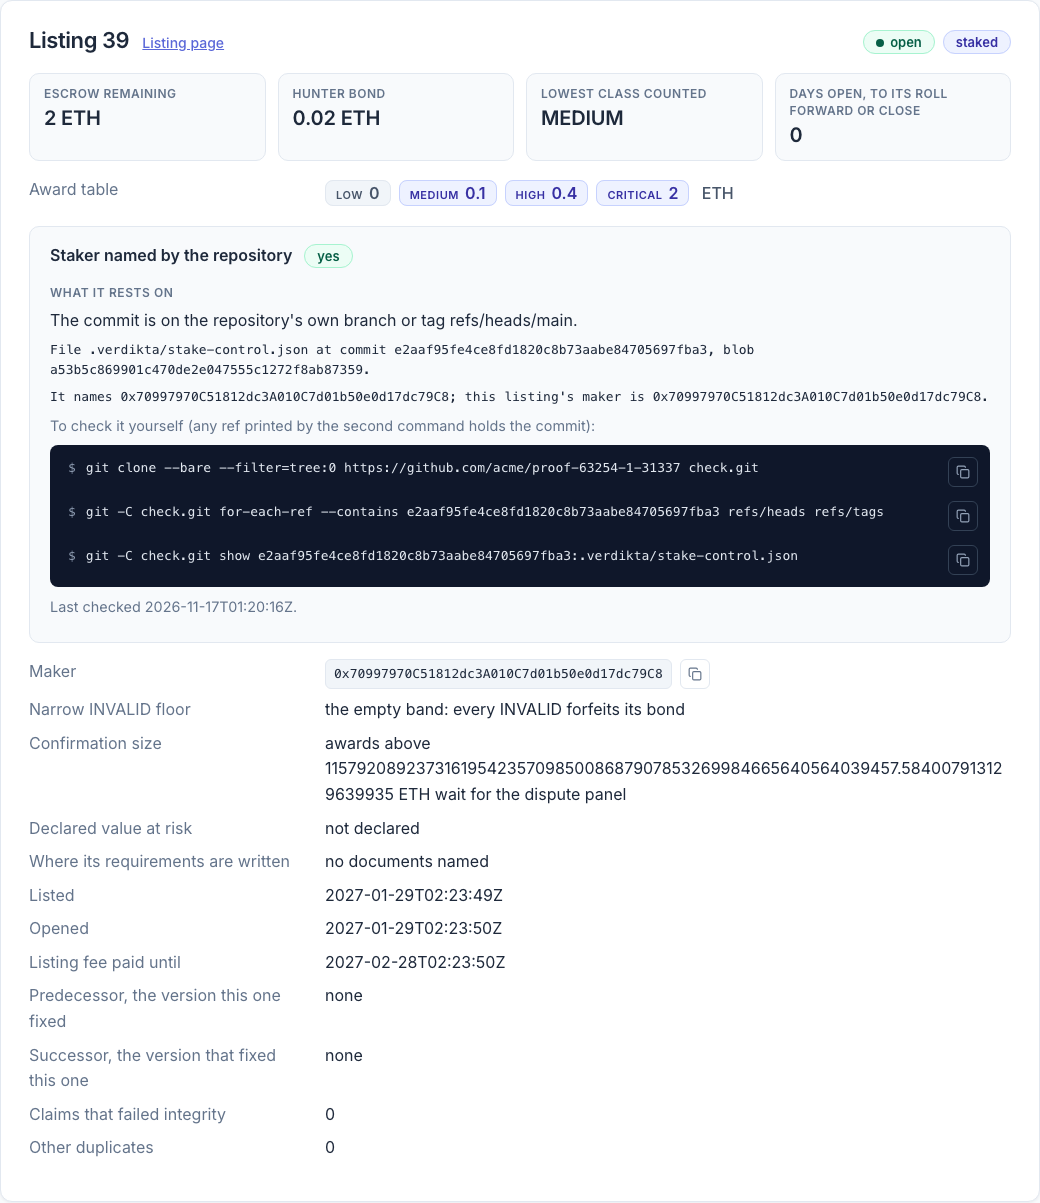 Listing 39 Listing page
open staked
ESCROW REMAINING
2 ETH
HUNTER BOND
0.02 ETH
LOWEST CLASS COUNTED
MEDIUM
DAYS OPEN, TO ITS ROLL
FORWARD OR CLOSE
0
Award table LOW 0 MEDIUM 0.1 HIGH 0.4 CRITICAL 2 ETH
Staker named by the repository yes
WHAT IT RESTS ON
The commit is on the repository's own branch or tag refs/heads/main.
File .verdikta/stake-control.json at commit e2aaf95fe4ce8fd1820c8b73aabe84705697fba3, blob
a53b5c869901c470de2e047555c1272f8ab87359.
It names 0x70997970C51812dc3A010C7d01b50e0d17dc79C8; this listing's maker is 0x70997970C51812dc3A010C7d01b50e0d17dc79C8.
To check it yourself (any ref printed by the second command holds the commit):
$ git clone --bare --filter=tree:0 https://github.com/acme/proof-63254-1-31337 check.git
$ git -C check.git for-each-ref --contains e2aaf95fe4ce8fd1820c8b73aabe84705697fba3 refs/heads refs/tags
$ git -C check.git show e2aaf95fe4ce8fd1820c8b73aabe84705697fba3:.verdikta/stake-control.json
Last checked 2026-11-17T01:20:16Z.
Maker 0x70997970C51812dc3A010C7d01b50e0d17dc79C8
Narrow INVALID floor the empty band: every INVALID forfeits its bond
Confirmation size awards above
115792089237316195423570985008687907853269984665640564039457.58400791312
9639935 ETH wait for the dispute panel
Declared value at risk not declared
Where its requirements are written no documents named
Listed 2027-01-29T02:23:49Z
Opened 2027-01-29T02:23:50Z
Listing fee paid until 2027-02-28T02:23:50Z
Predecessor, the version this one none
fixed
Successor, the version that fixed none
this one
Claims that failed integrity 0
Other duplicates 0